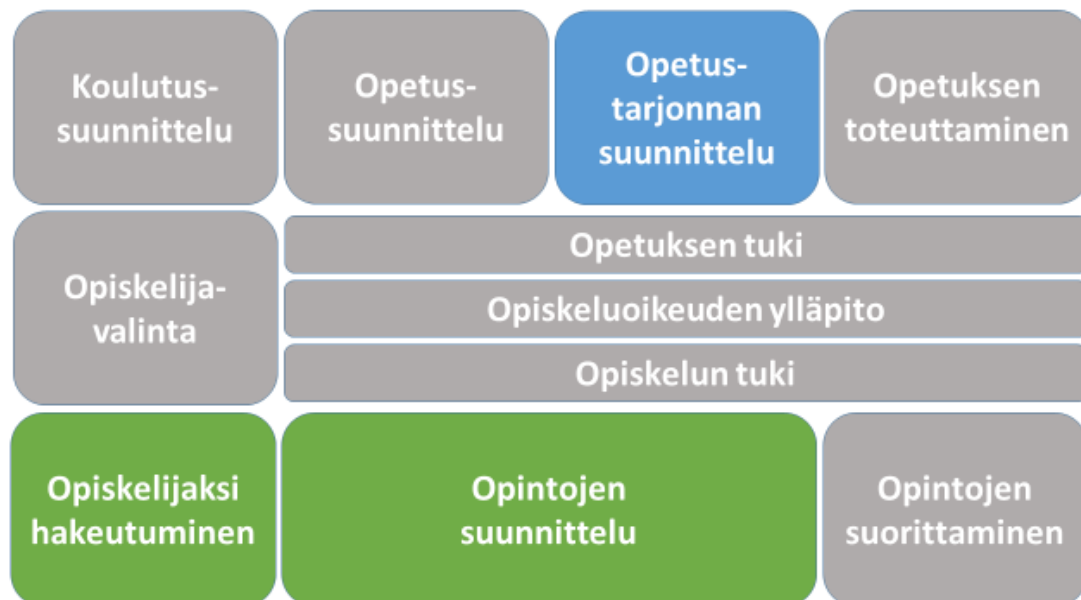 Koulutus-
suunnittelu
Opetus-
suunnittelu
Opetus-
tarjonnan
suunnittelu
Opetuksen
toteuttaminen
Opiskelija-
valinta
Opetuksen tuki
Opiskeluoikeuden ylläpito
Opiskelun tuki
Opiskelijaksi
hakeutuminen
Opintojen
suunnittelu
Opintojen
suorittaminen